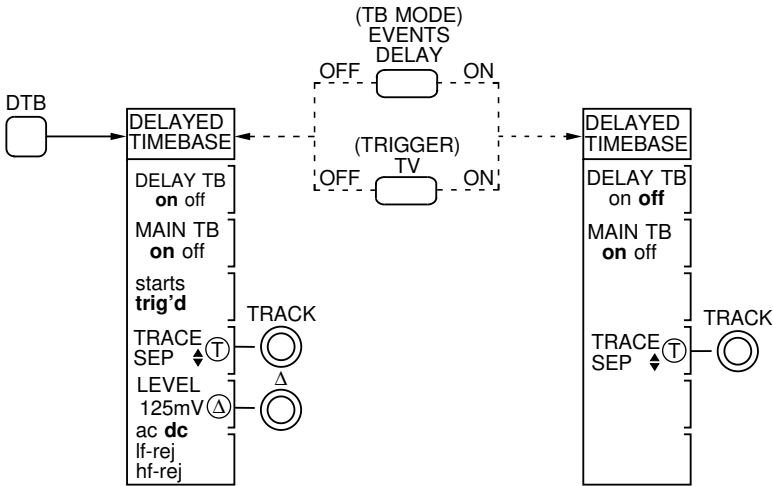 (TB MODE)
EVENTS
DELAY
OFF ON
DTB
DELAYED
TIMEBASE
(TRIGGER)
TV
OFF ON
DELAY TB
on off
MAIN TB
on off
starts
trig'd
TRACE
SEP T
TRACK
LEVEL
125mV Δ
Δ
ac dc
lf-rej
hf-rej
DELAYED
TIMEBASE
DELAY TB
on off
MAIN TB
on off
TRACE
SEP T
TRACK